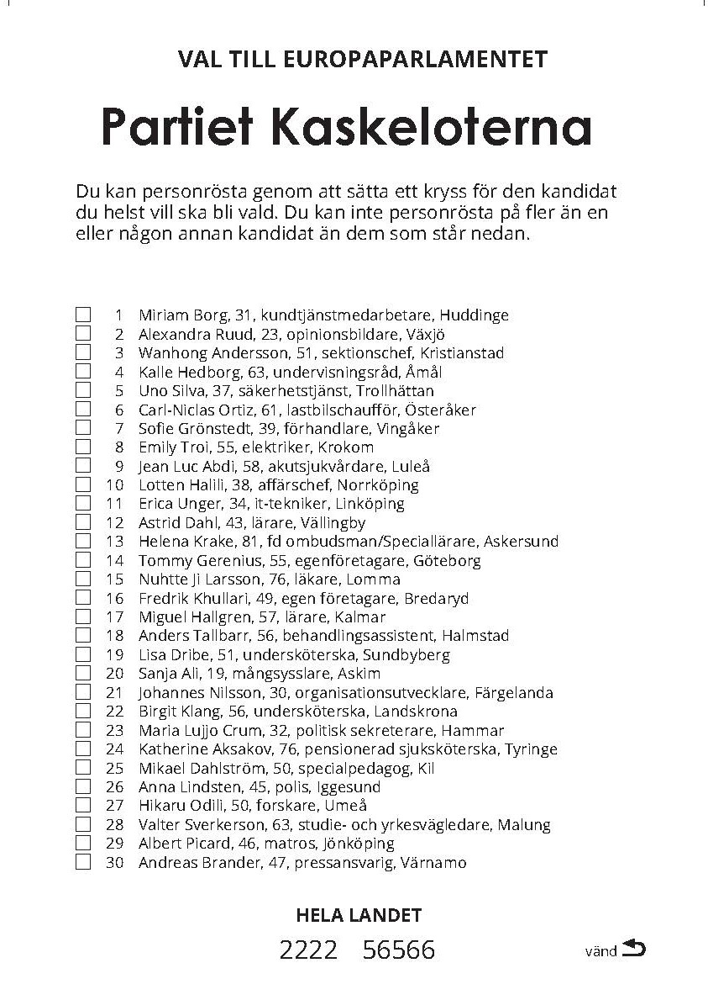 VAL TILL EUROPAPARLAMENTET
Partiet Kaskeloterna
Du kan personrösta genom att sätta ett kryss för den kandidat
du helst vill ska bli vald. Du kan inte personrösta på fler än en
eller någon annan kandidat än dem som står nedan.
1 Miriam Borg, 31, kundtjänstmedarbetare, Huddinge
2 Alexandra Ruud, 23, opinionsbildare, Växjö
3 Wanhong Andersson, 51, sektionschef, Kristianstad
4 Kalle Hedborg, 63, undervisningsråd, Åmål
5 Uno Silva, 37, säkerhetstjänst, Trollhättan
6 Carl-Niclas Ortiz, 61, lastbilschaufför, Österåker
7 Sofie Grönstedt, 39, förhandlare, Vingåker
8 Emily Troi, 55, elektriker, Krokom
9 Jean Luc Abdi, 58, akutsjukvårdare, Luleå
10 Lotten Halili, 38, affärschef, Norrköping
11 Erica Unger, 34, it-tekniker, Linköping
12 Astrid Dahl, 43, lärare, Vällingby
13 Helena Krake, 81, fd ombudsman/Speciallärare, Askersund
14 Tommy Gerenius, 55, egenföretagare, Göteborg
15 Nuhtte Ji Larsson, 76, läkare, Lomma
16 Fredrik Khullari, 49, egen företagare, Bredaryd
17 Miguel Hallgren, 57, lärare, Kalmar
18 Anders Tallbarr, 56, behandlingsassistent, Halmstad
19 Lisa Dribe, 51, undersköterska, Sundbyberg
20 Sanja Ali, 19, mångsysslare, Askim
21 Johannes Nilsson, 30, organisationsutvecklare, Färgelanda
22 Birgit Klang, 56, undersköterska, Landskrona
23 Maria Lujjo Crum, 32, politisk sekreterare, Hammar
24 Katherine Aksakov, 76, pensionerad sjuksköterska, Tyringe
25 Mikael Dahlström, 50, specialpedagog, Kil
26 Anna Lindsten, 45, polis, Iggesund
27 Hikaru Odili, 50, forskare, Umeå
28 Valter Sverkerson, 63, studie- och yrkesvägledare, Malung
29 Albert Picard, 46, matros, Jönköping
30 Andreas Brander, 47, pressansvarig, Värnamo
HELA LANDET
2222 56566
vänd